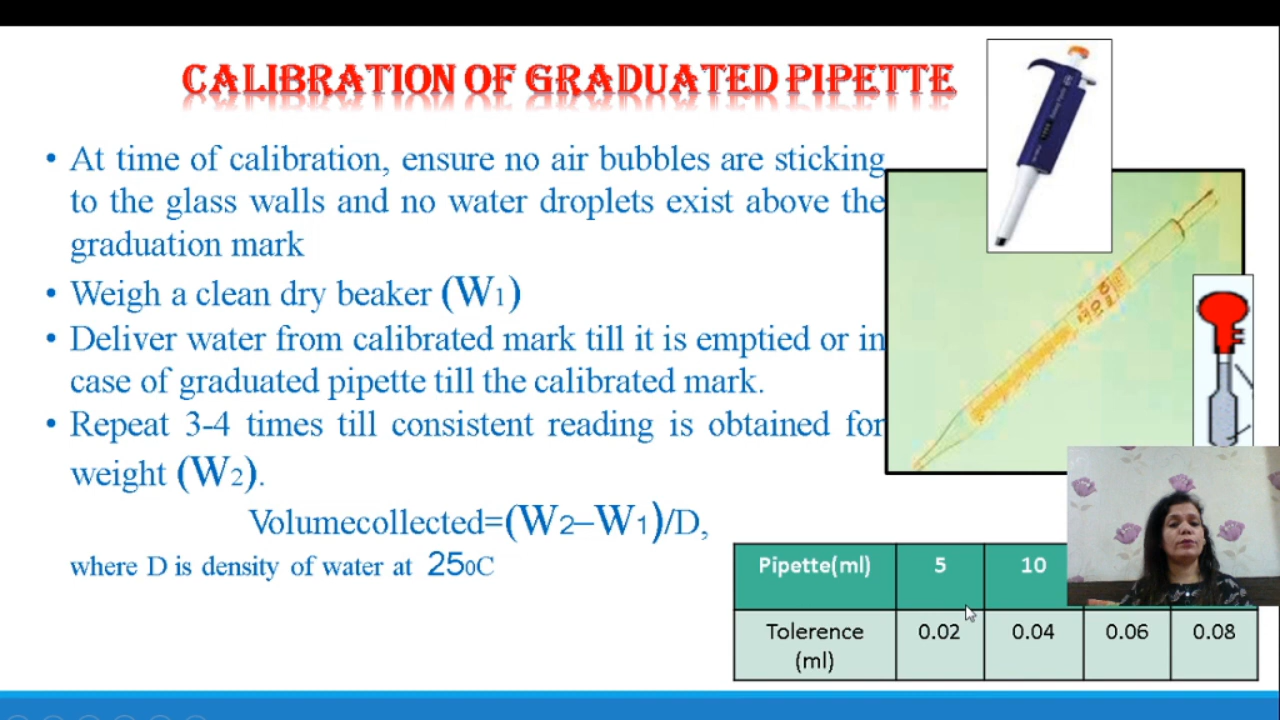 CALIBRATION OF GRADUATED PIPETTE
• At time of calibration, ensure no air bubbles are sticking
to the glass walls and no water droplets exist above the
graduation mark
• Weigh a clean dry beaker (W1)
• Deliver water from calibrated mark till it is emptied or in
case of graduated pipette till the calibrated mark.
• Repeat 3-4 times till consistent reading is obtained for
weight (W2).
Volumecollected=(W2–W1)/D,
where D is density of water at 250C
Pipette(ml) 5 10
Tolerence 0.02 0.04 0.06 0.08
(ml)